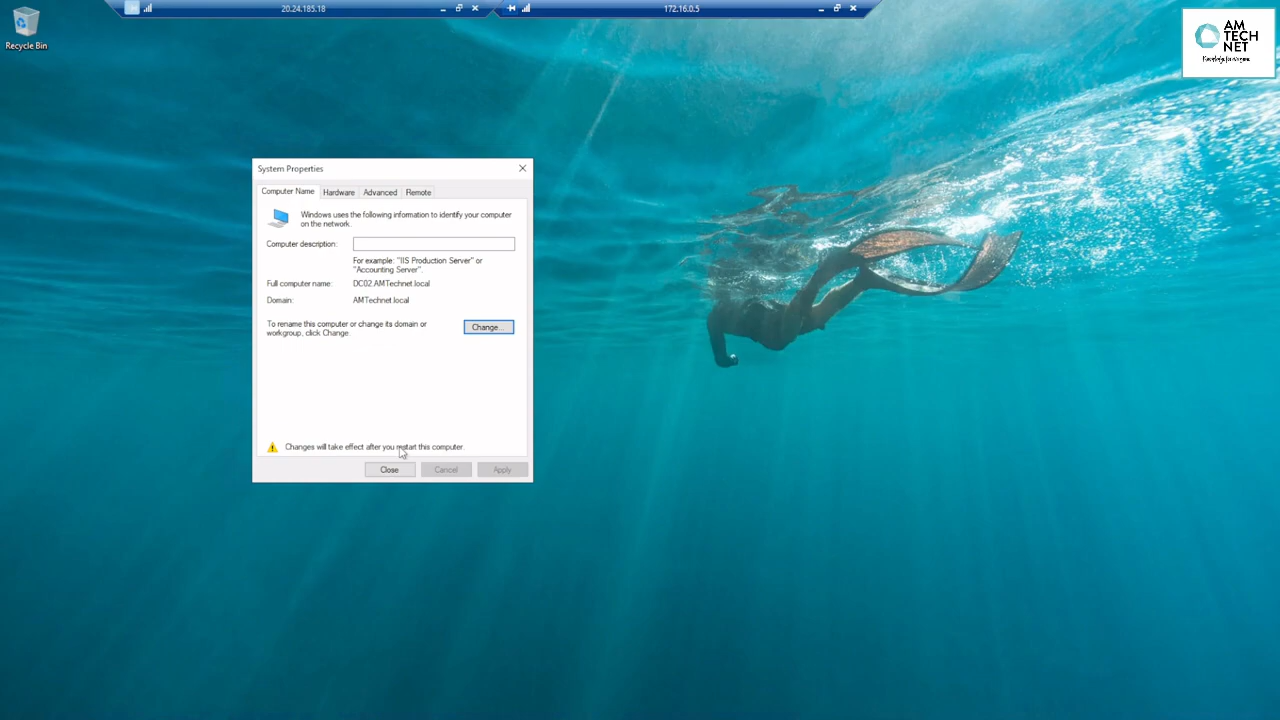 20.24.185.18
172.16.0.5
Recycle Bin
AM
TECH
NET
System Properties
Computer Name
Hardware
Advanced
Remote
Windows uses the following information to identify your computer
on the network.
Computer description:
For example: "IIS Production Server" or
"Accounting Server".
Full computer name:
DC02.AMTechnet.local
Domain:
AMTechnet.local
To rename this computer or change its domain or
workgroup, click Change.
Change...
Changes will take effect after you restart this computer.
Close
Cancel
Apply